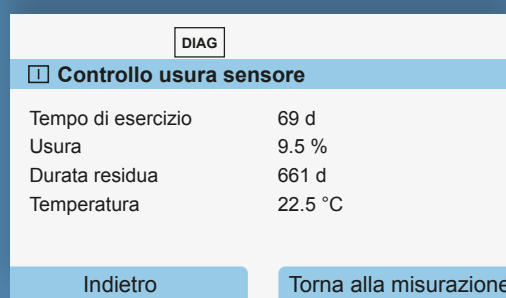 DIAG
I Controllo usura sensore
Tempo di esercizio 69 d
Usura 9.5 %
Durata residua 661 d
Temperatura 22.5 °C
Indietro Torna alla misurazione